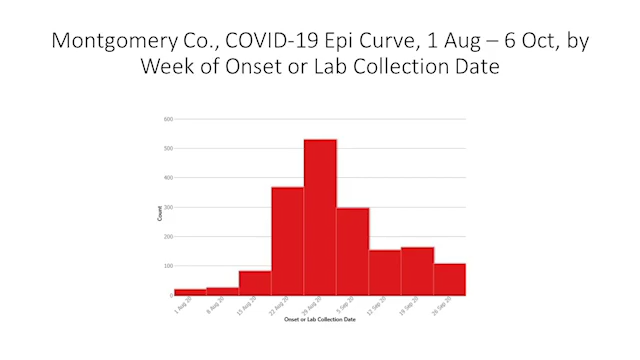 Montgomery Co., COVID-19 Epi Curve, 1 Aug – 6 Oct, by
Week of Onset or Lab Collection Date
600
500
400
300
200
100
0
Count
1 Aug 20
8 Aug 20
15 Aug 20
22 Aug 20
29 Aug 20
5 Sep 20
12 Sep 20
19 Sep 20
26 Sep 20
Onset or Lab Collection Date